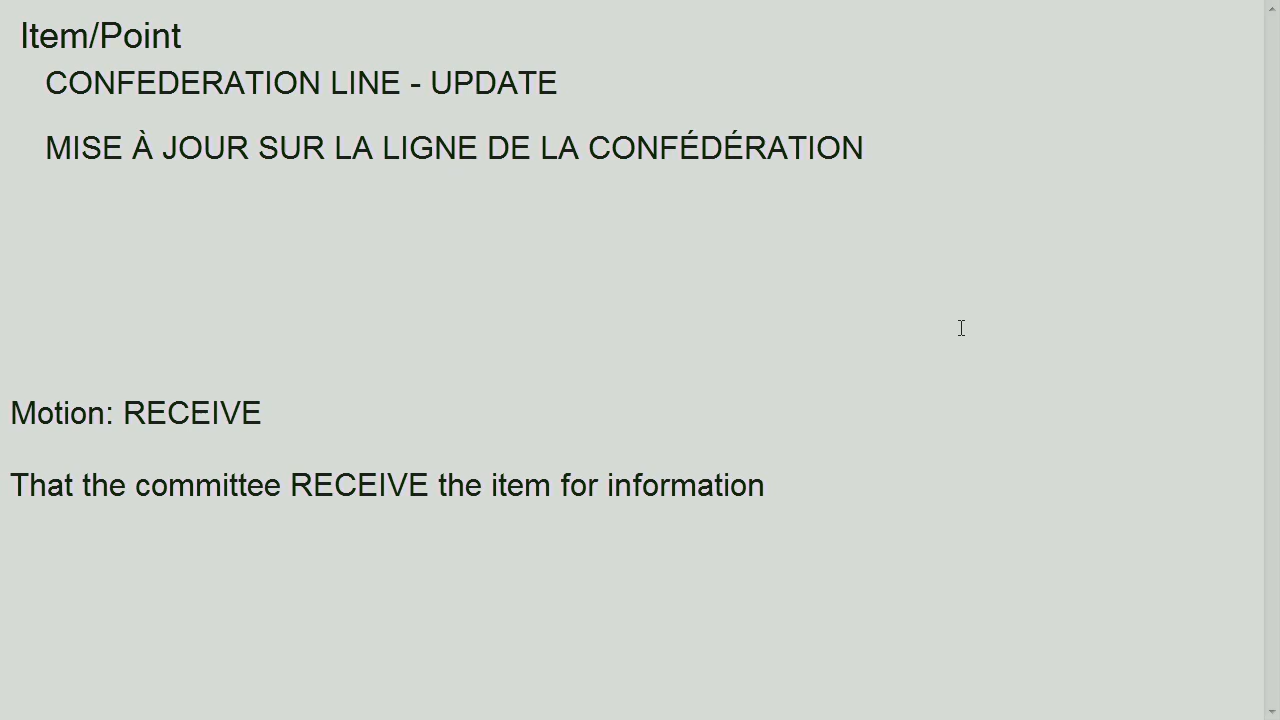 Item/Point
CONFEDERATION LINE - UPDATE
MISE À JOUR SUR LA LIGNE DE LA CONFÉDÉRATION
Motion: RECEIVE
That the committee RECEIVE the item for information